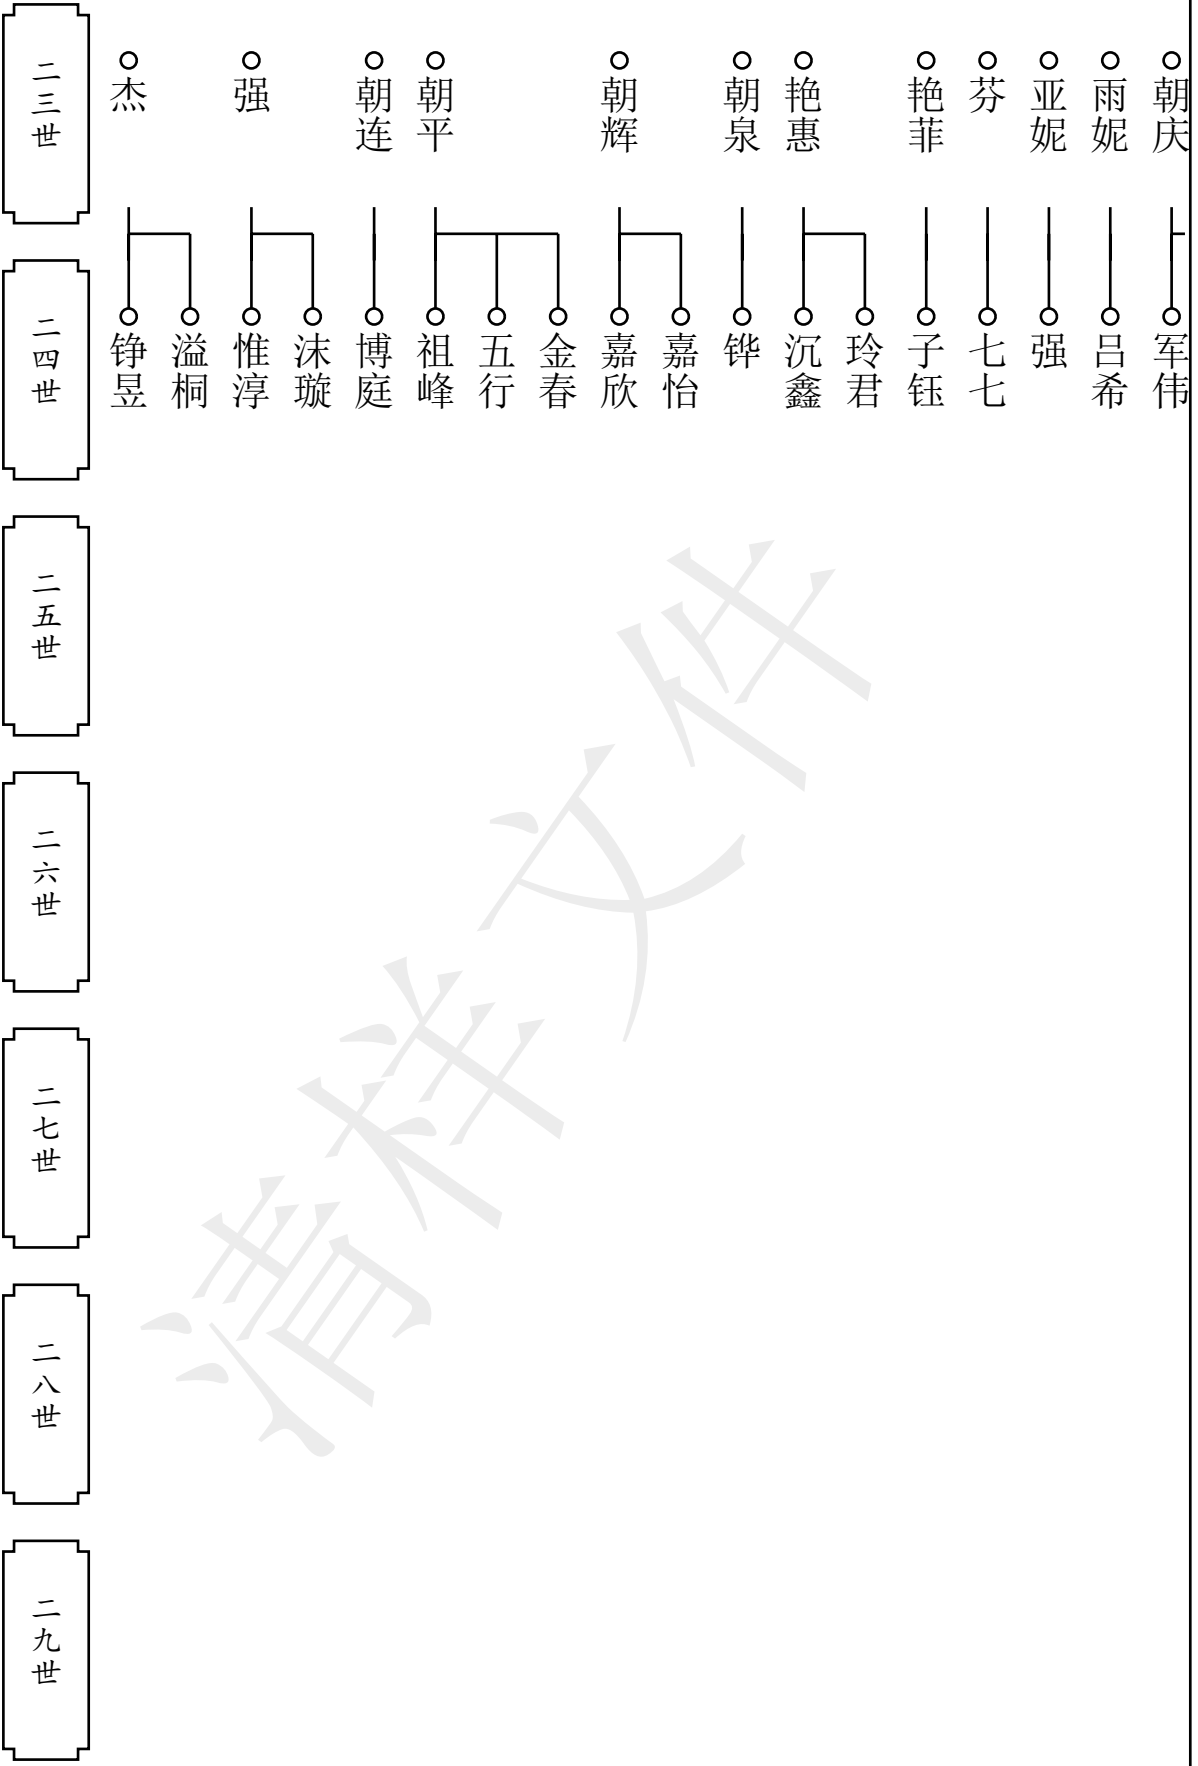 二三世
杰
强
朝连
朝平
朝辉
朝泉
艳惠
艳菲
芬
亚妮
雨妮
朝庆
二四世
铮昱
溢桐
惟淳
沫璇
博庭
祖峰
五行
金春
嘉欣
嘉怡
铧
沉鑫
玲君
子钰
七七
强
吕希
军伟
二五世
二六世
二七世
二八世
二九世
清样文件